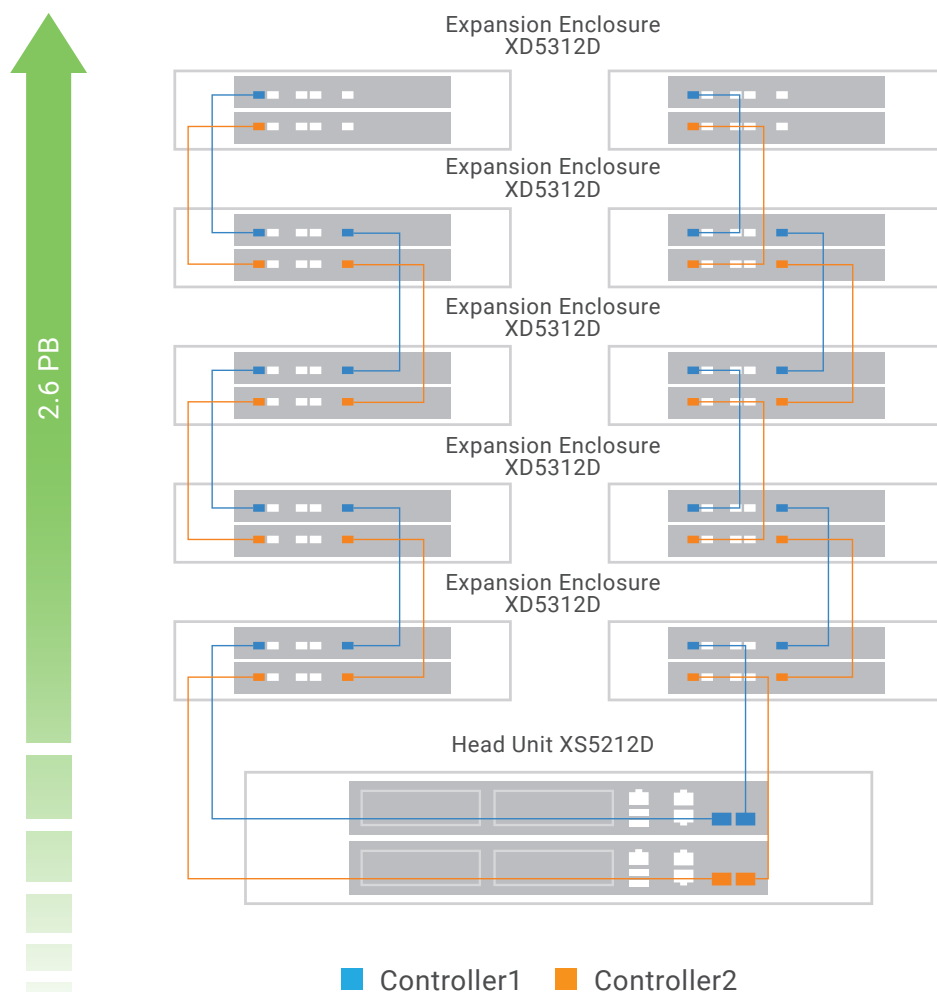 Expansion Enclosure
XD5312D
Expansion Enclosure
XD5312D
Expansion Enclosure
XD5312D
2.6 PB
Expansion Enclosure
XD5312D
Expansion Enclosure
XD5312D
Head Unit XS5212D
Controller1
Controller2